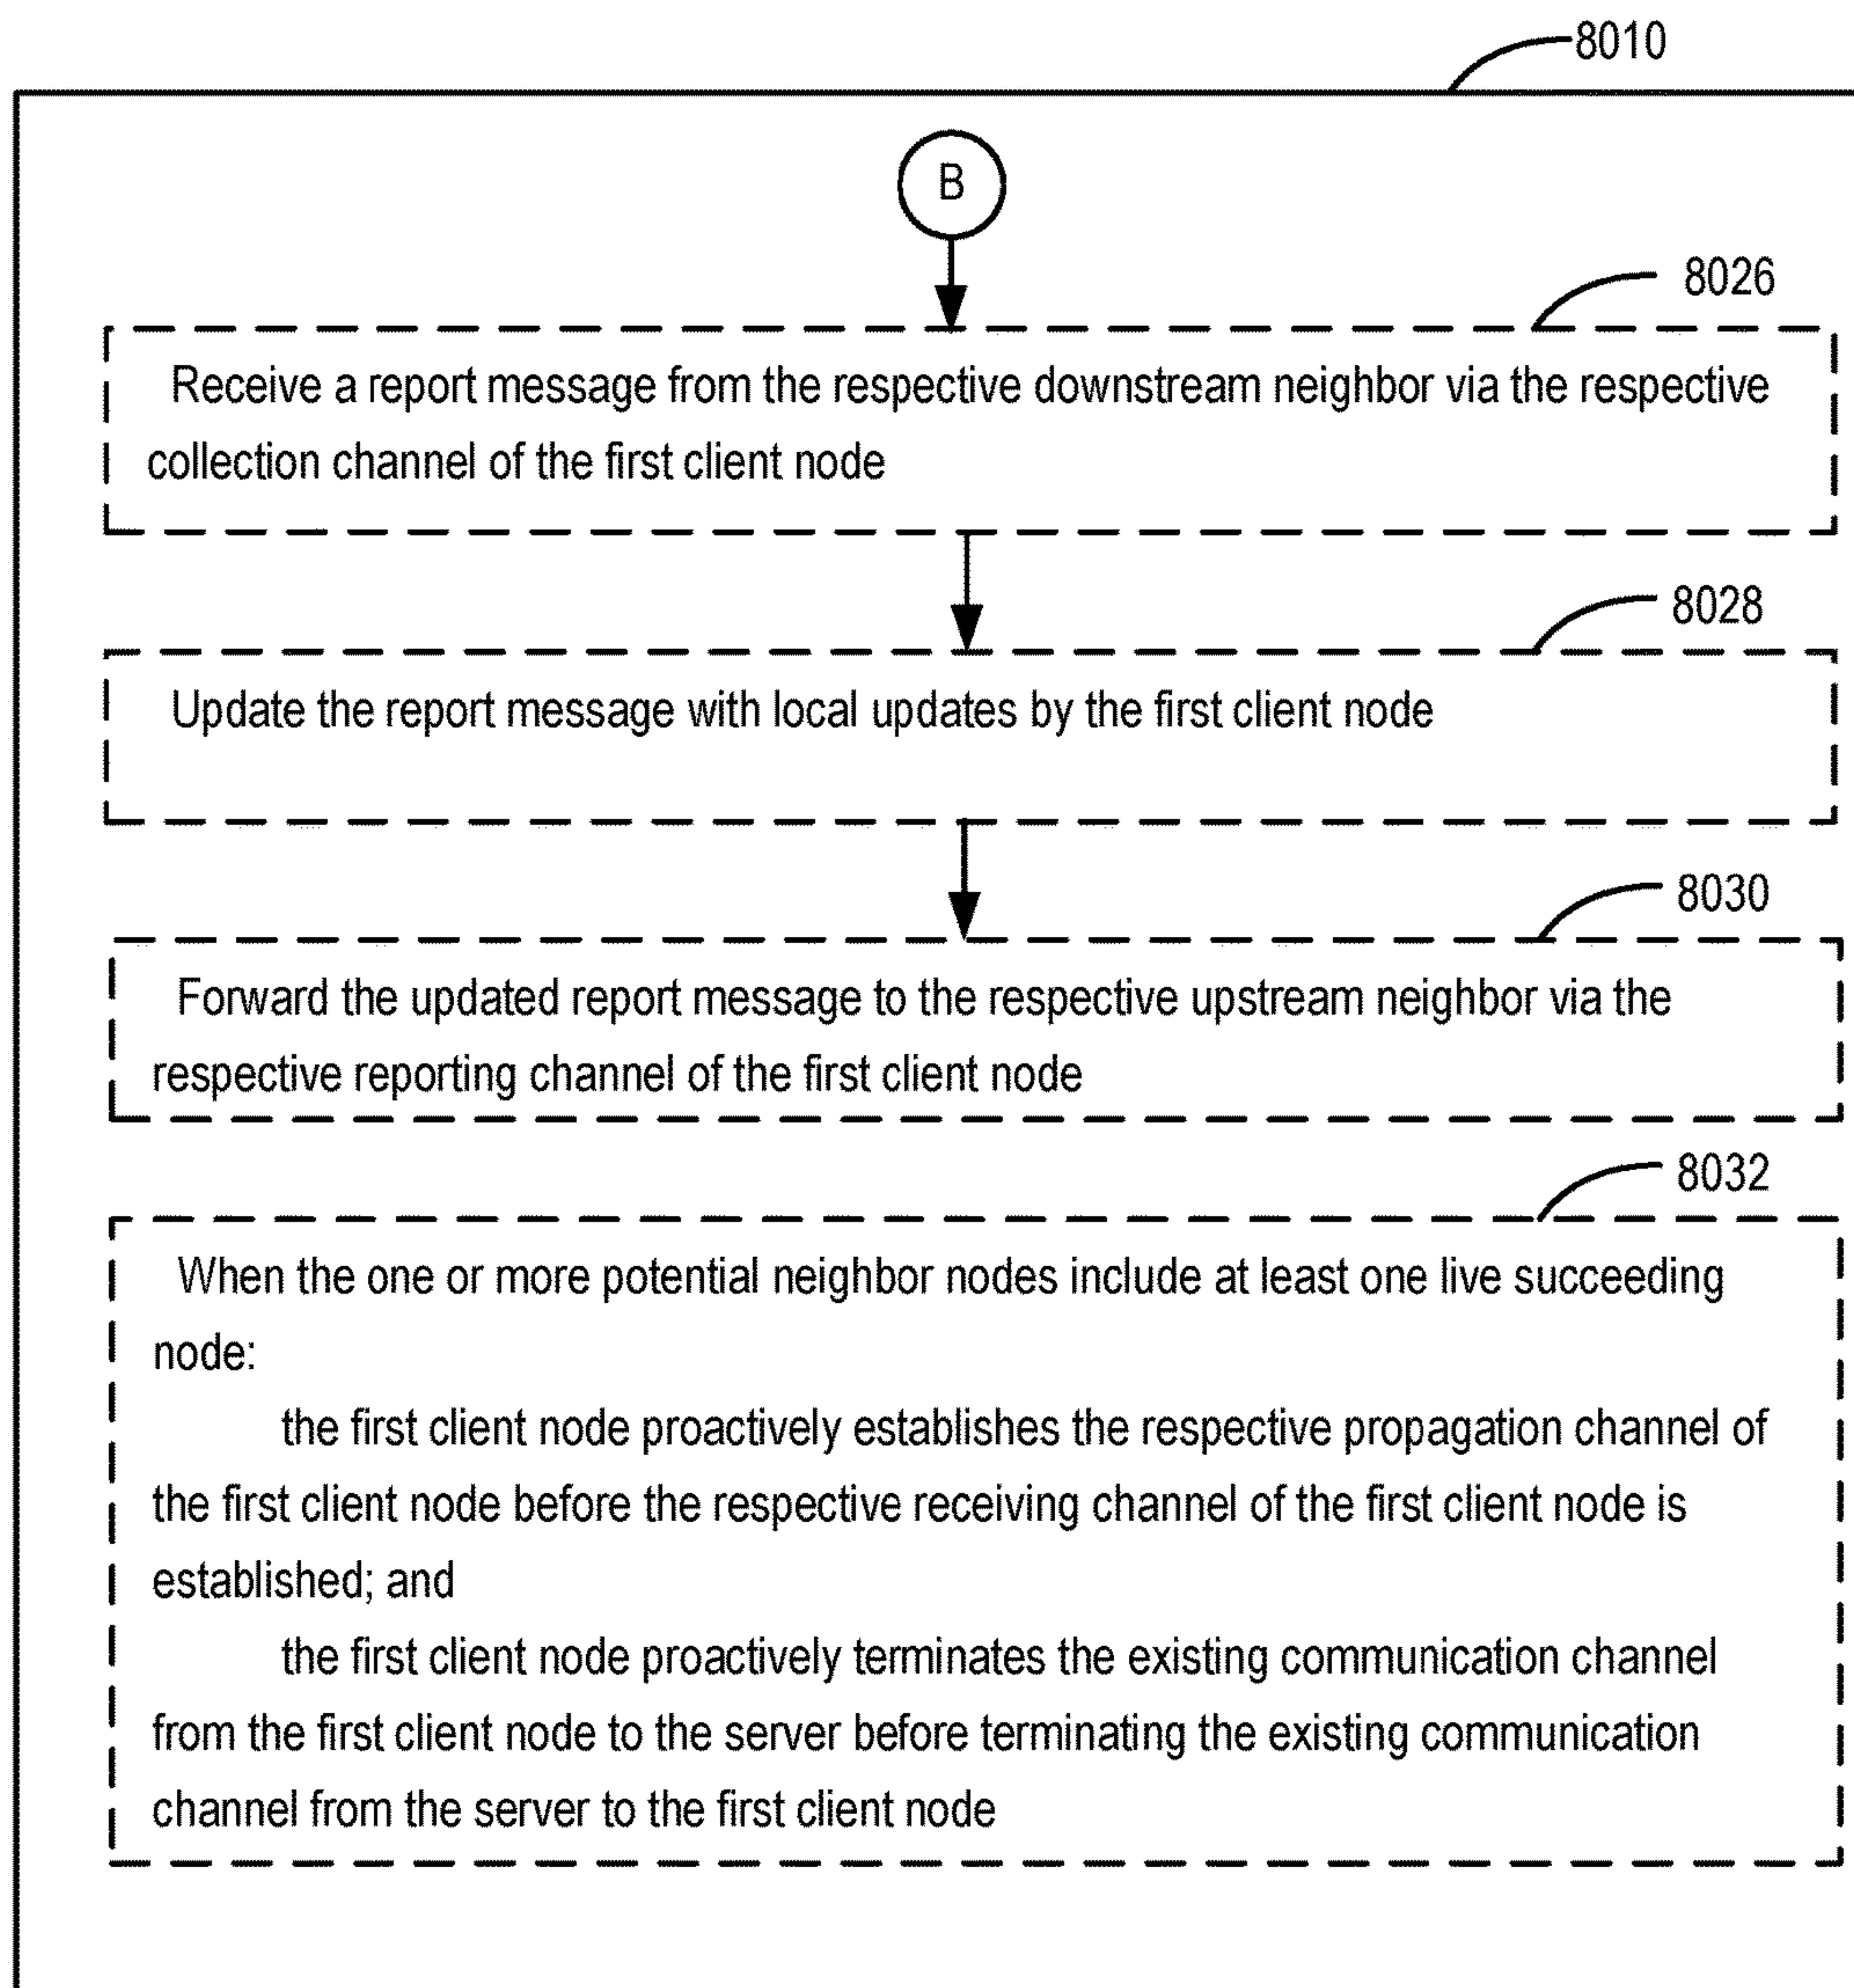 8010
B
8026
Receive a report message from the respective downstream neighbor via the respective
collection channel of the first client node
8028
Update the report message with local updates by the first client node
8030
Forward the updated report message to the respective upstream neighbor via the
respective reporting channel of the first client node
8032
When the one or more potential neighbor nodes include at least one live succeeding
node:
the first client node proactively establishes the respective propagation channel of
the first client node before the respective receiving channel of the first client node is
established; and
the first client node proactively terminates the existing communication channel
from the first client node to the server before terminating the existing communication
channel from the server to the first client node